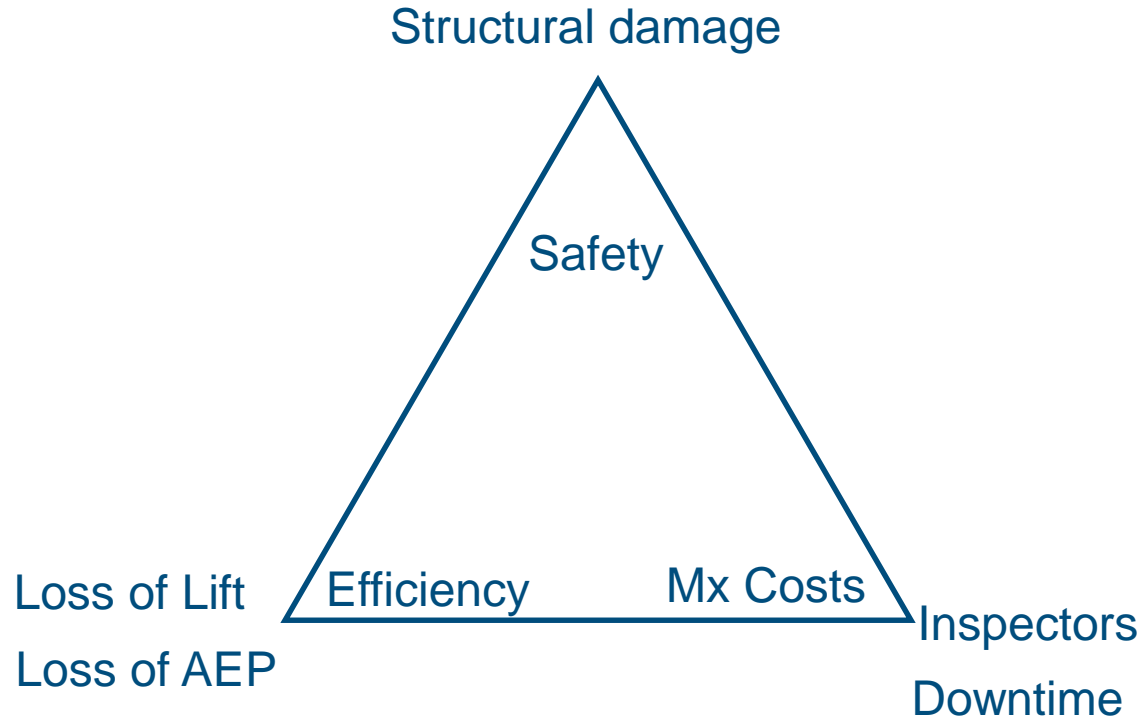 Structural damage
Safety
Loss of Lift
Efficiency
Mx Costs
Inspectors
Loss of AEP
Downtime